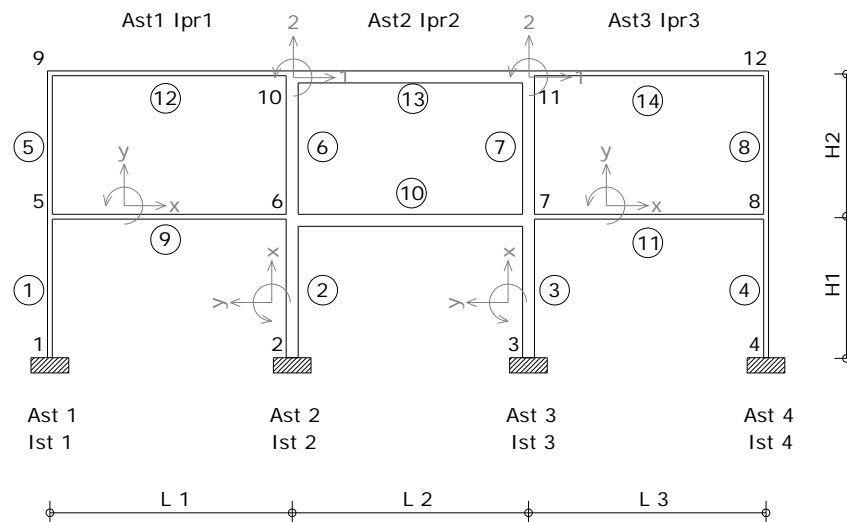 Ast1 Ipr1 Ast2 Ipr2 Ast3 Ipr3
2 2
9 12
1 1
12 10 13 11 14
y y
5 6 7 8
H2
5 x 6 10 7 x 8
9 11
x x
y y
1 2 3 4
H1
1 2 3 4
Ast 1 Ast 2 Ast 3 Ast 4
Ist 1 Ist 2 Ist 3 Ist 4
L 1 L 2 L 3